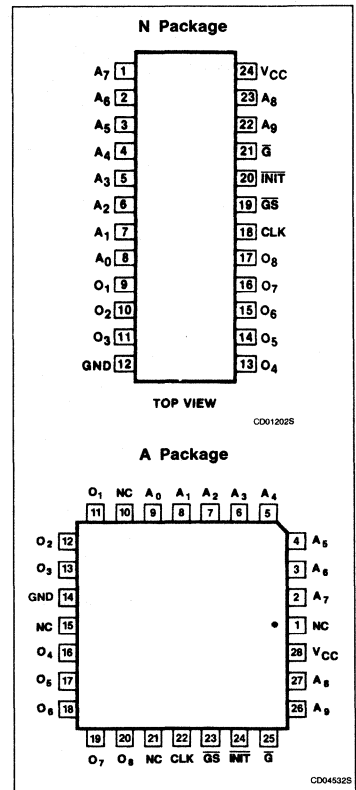 N Package
A7 1 24 VCC
A6 2 23 A8
A5 3 22 A9
A4 4 21 G̅
A3 5 20 I̅N̅I̅T̅
A2 6 19 G̅S̅
A1 7 18 CLK
A0 8 17 O8
O1 9 16 O7
O2 10 15 O6
O3 11 14 O5
GND 12 13 O4
TOP VIEW
CD01202S
A Package
O1 NC A0 A1 A2 A3 A4
11 10 9 8 7 6 5
O2 12 4 A5
O3 13 3 A6
GND 14 2 A7
NC 15 1 NC
O4 16 28 VCC
O5 17 27 A8
O6 18 26 A9
19 20 21 22 23 24 25
O7 O8 NC CLK G̅S̅ I̅N̅I̅T̅ G̅
CD04532S